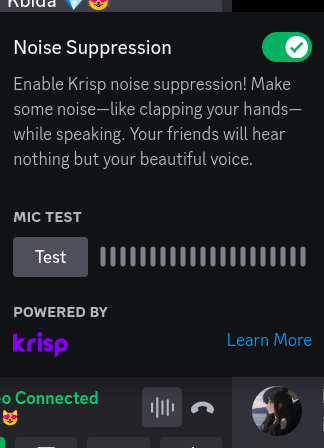 Kbida 💎😻
Noise Suppression
Enable Krisp noise suppression! Make
some noise—like clapping your hands—
while speaking. Your friends will hear
nothing but your beautiful voice.
MIC TEST
Test
POWERED BY
krisp
Learn More
Connected